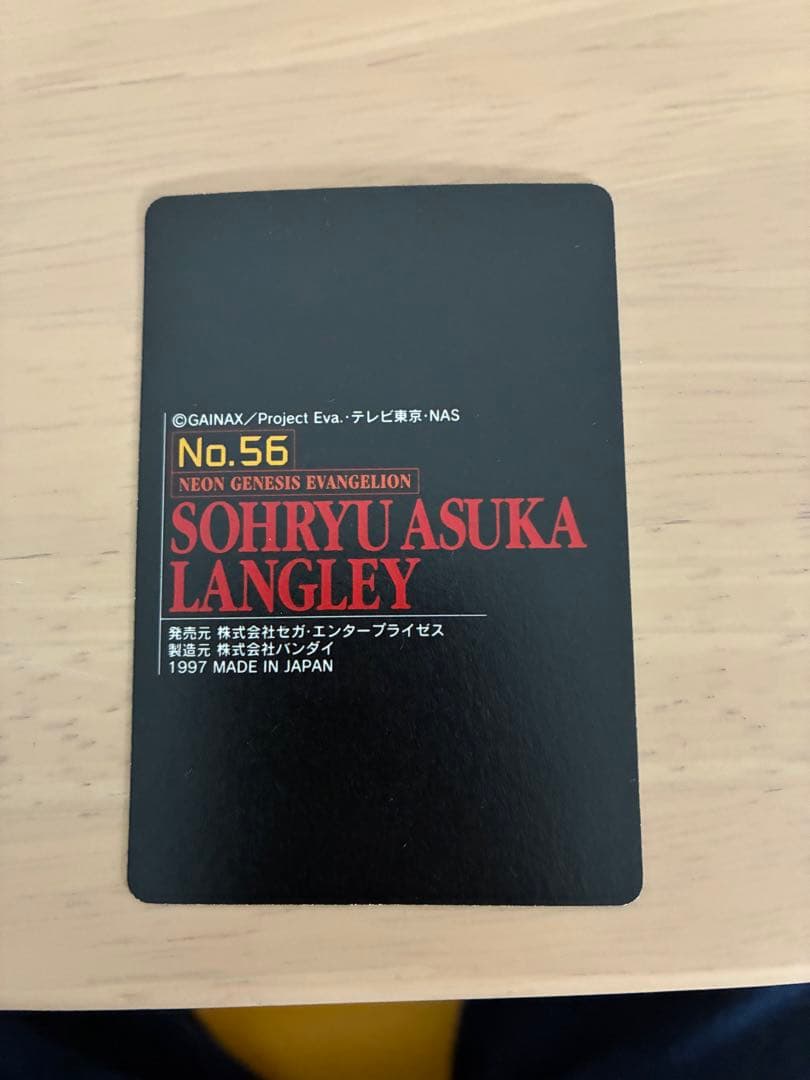 ©GAINAX／Project Eva.･テレビ東京･NAS
No.56
NEON GENESIS EVANGELION
SOHRYU ASUKA
LANGLEY
発売元 株式会社セガ･エンタープライゼス
製造元 株式会社バンダイ
1997 MADE IN JAPAN